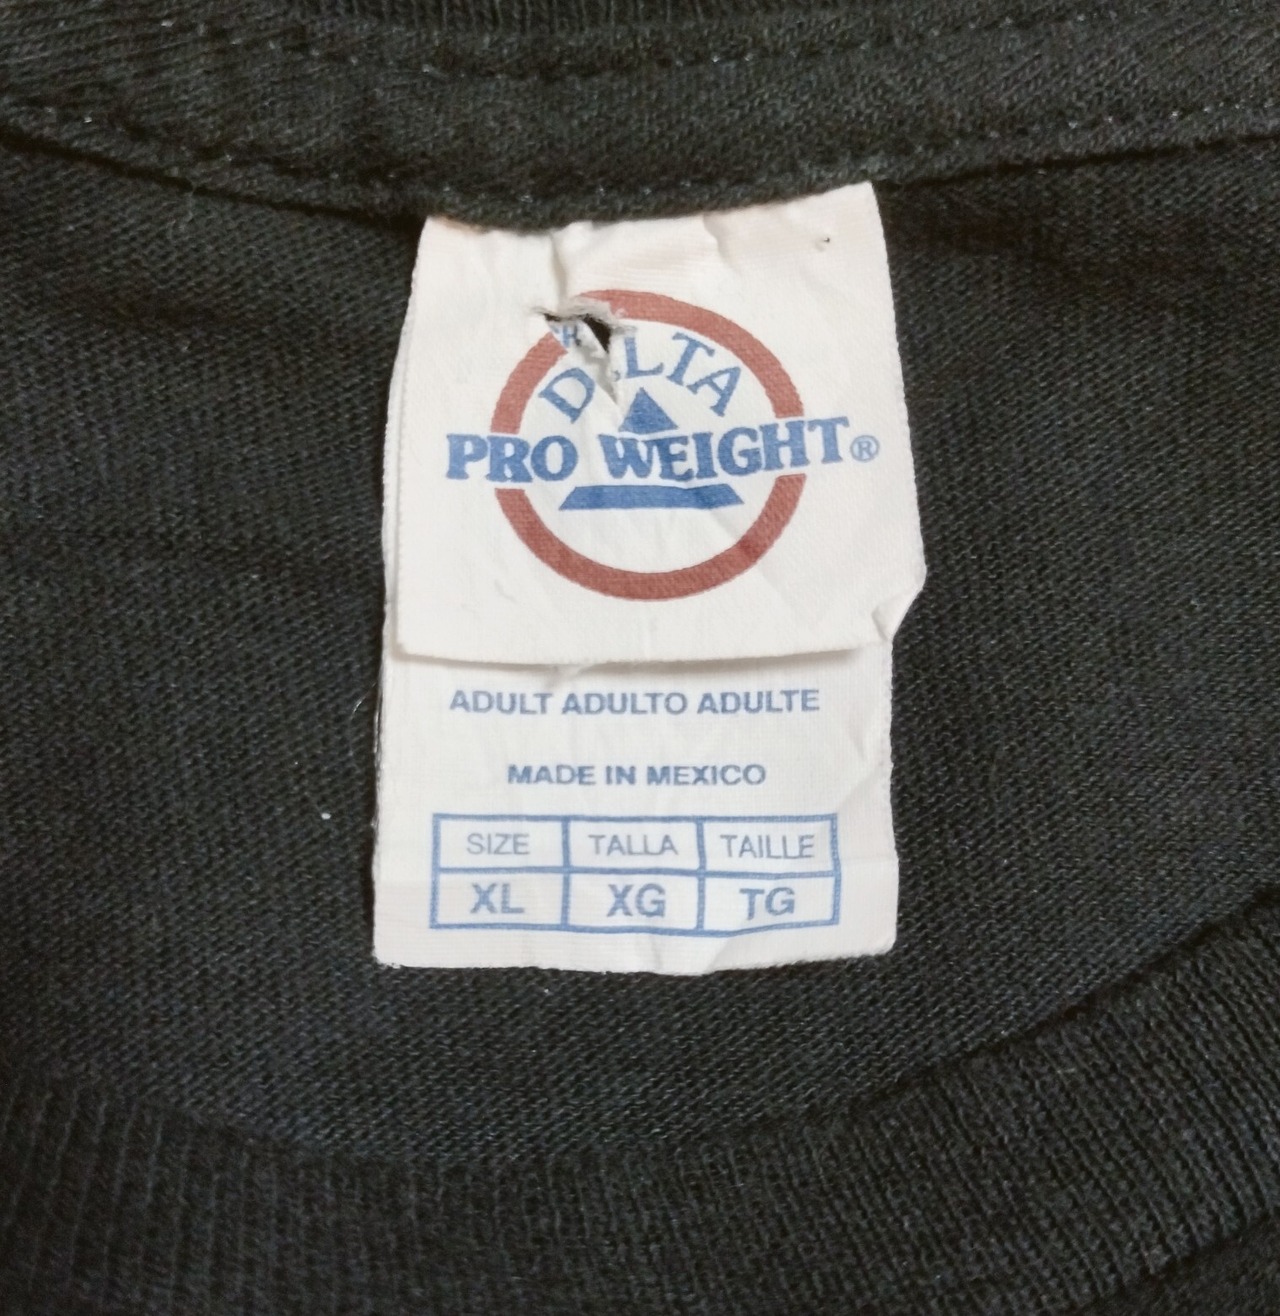 DELTA
PRO WEIGHT®
ADULT ADULTO ADULTE
MADE IN MEXICO
SIZE TALLA TAILLE
XL XG TG